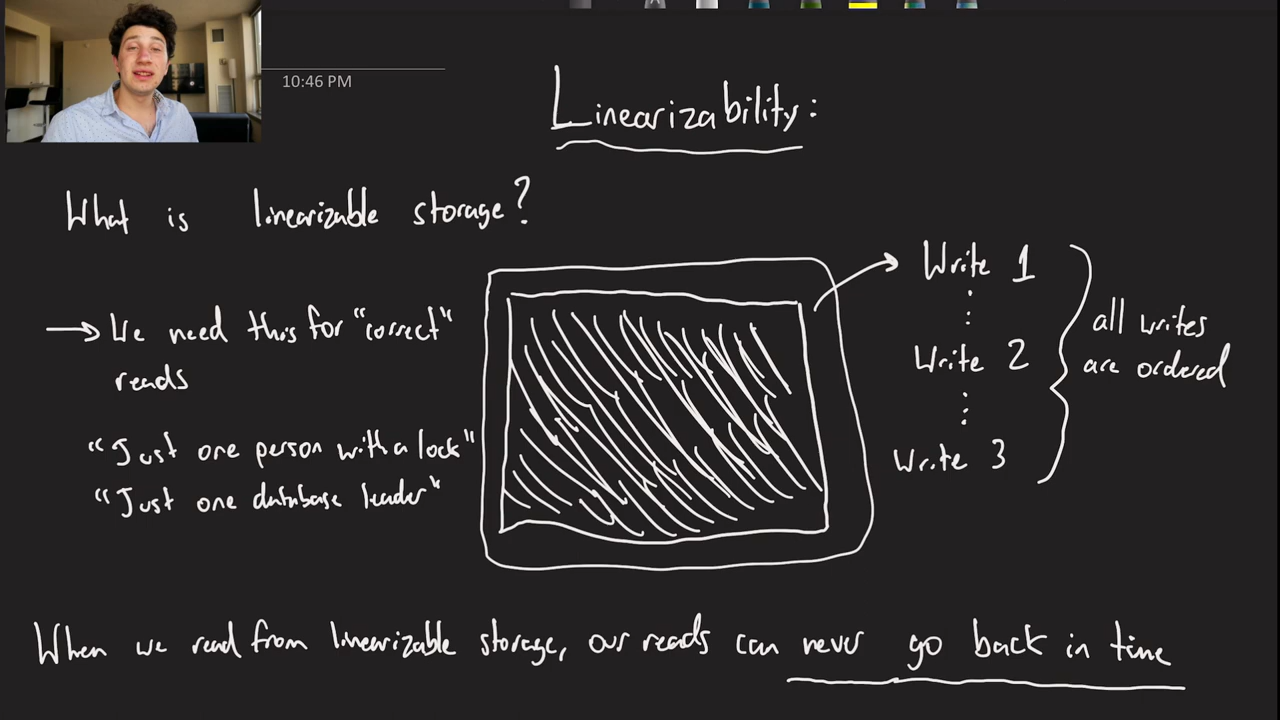 10:46 PM
Linearizability:
What is linearizable storage?
→ We need this for "correct"
reads
"Just one person with a lock"
"Just one database leader"
Write 1
Write 2
Write 3
all writes
are ordered
When we read from linearizable storage, our reads can never go back in time